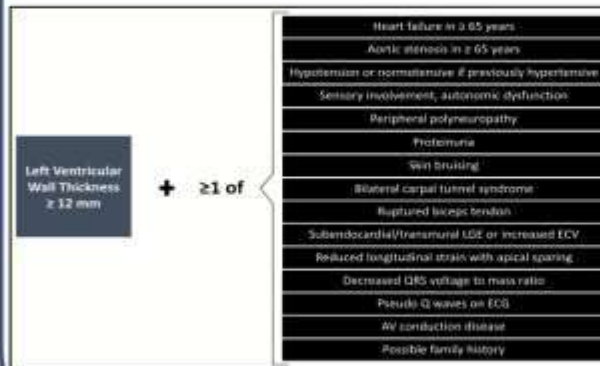 Left Ventricular
Wall Thickness
≥ 12 mm
+
≥1 of
Heart failure in ≥ 65 years
Aortic stenosis in ≥ 65 years
Hypotension or normotensive if previously hypertensive
Sensory involvement, autonomic dysfunction
Peripheral polyneuropathy
Proteinuria
Skin bruising
Bilateral carpal tunnel syndrome
Ruptured biceps tendon
Subendocardial/transmural LGE or increased ECV
Reduced longitudinal strain with apical sparing
Decreased QRS voltage to mass ratio
Pseudo Q waves on ECG
AV conduction disease
Possible family history